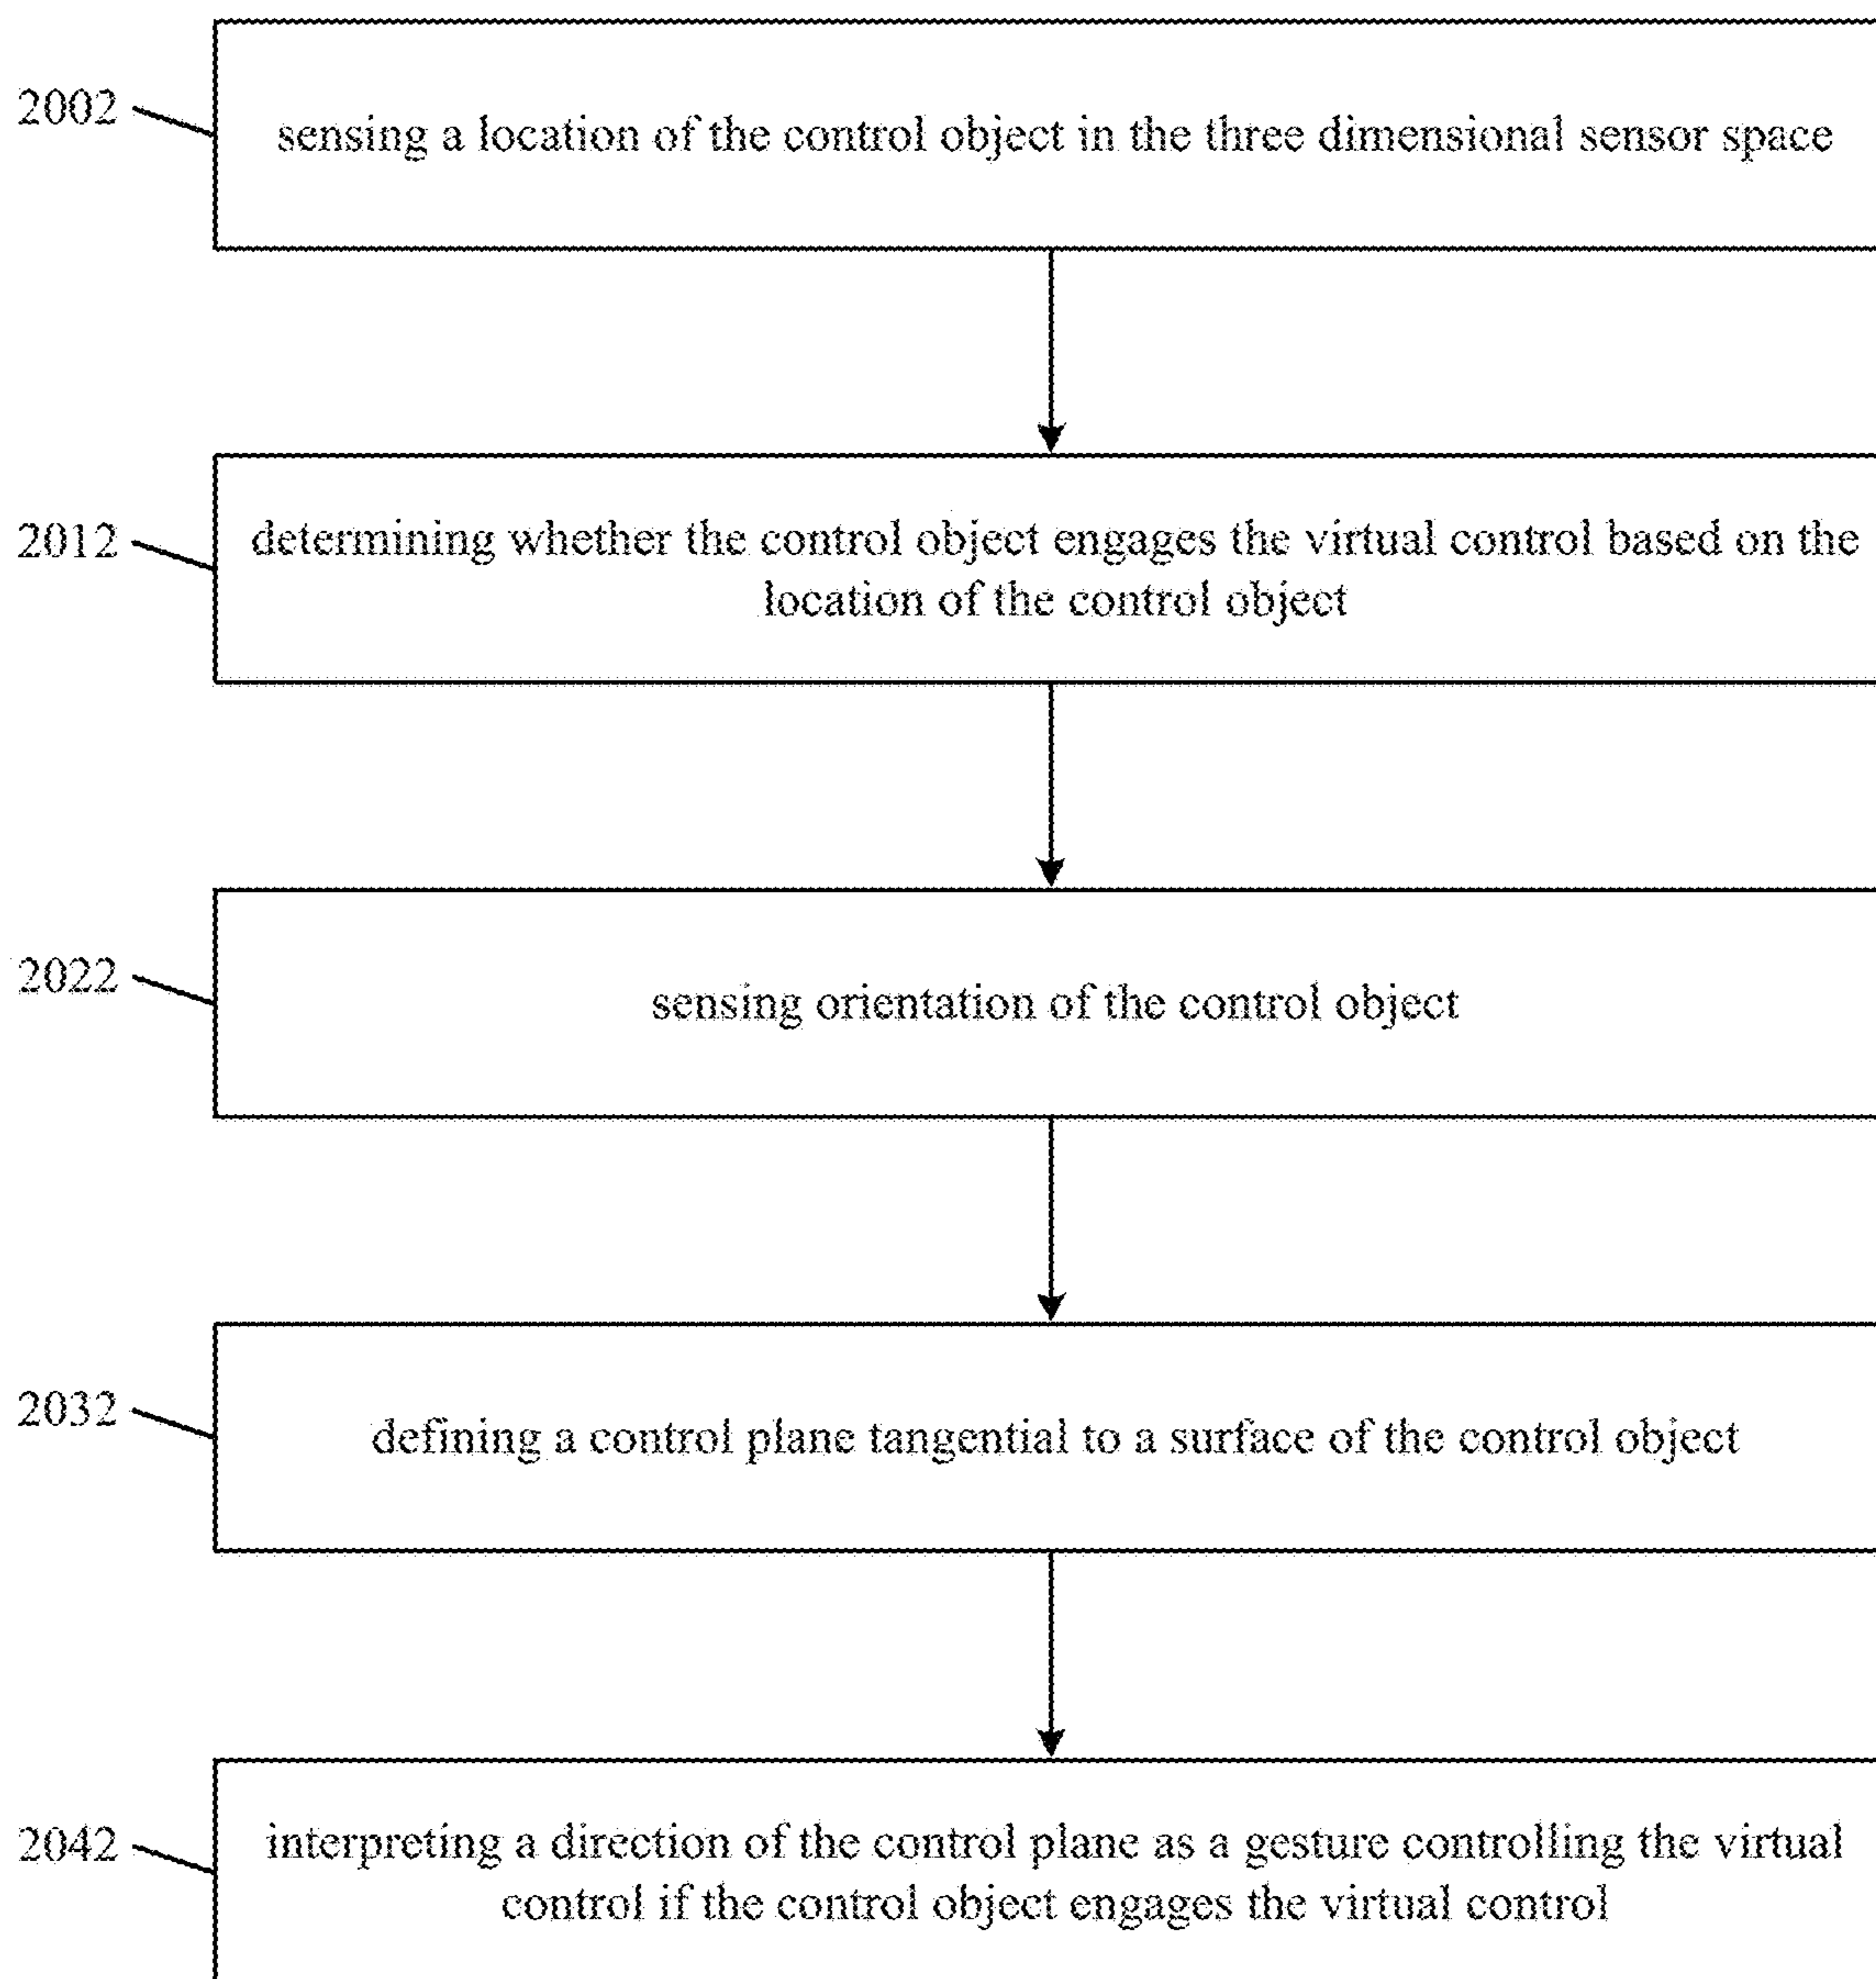 2002
sensing a location of the control object in the three dimensional sensor space
2012
determining whether the control object engages the virtual control based on the
location of the control object
2022
sensing orientation of the control object
2032
defining a control plane tangential to a surface of the control object
2042
interpreting a direction of the control plane as a gesture controlling the virtual
control if the control object engages the virtual control